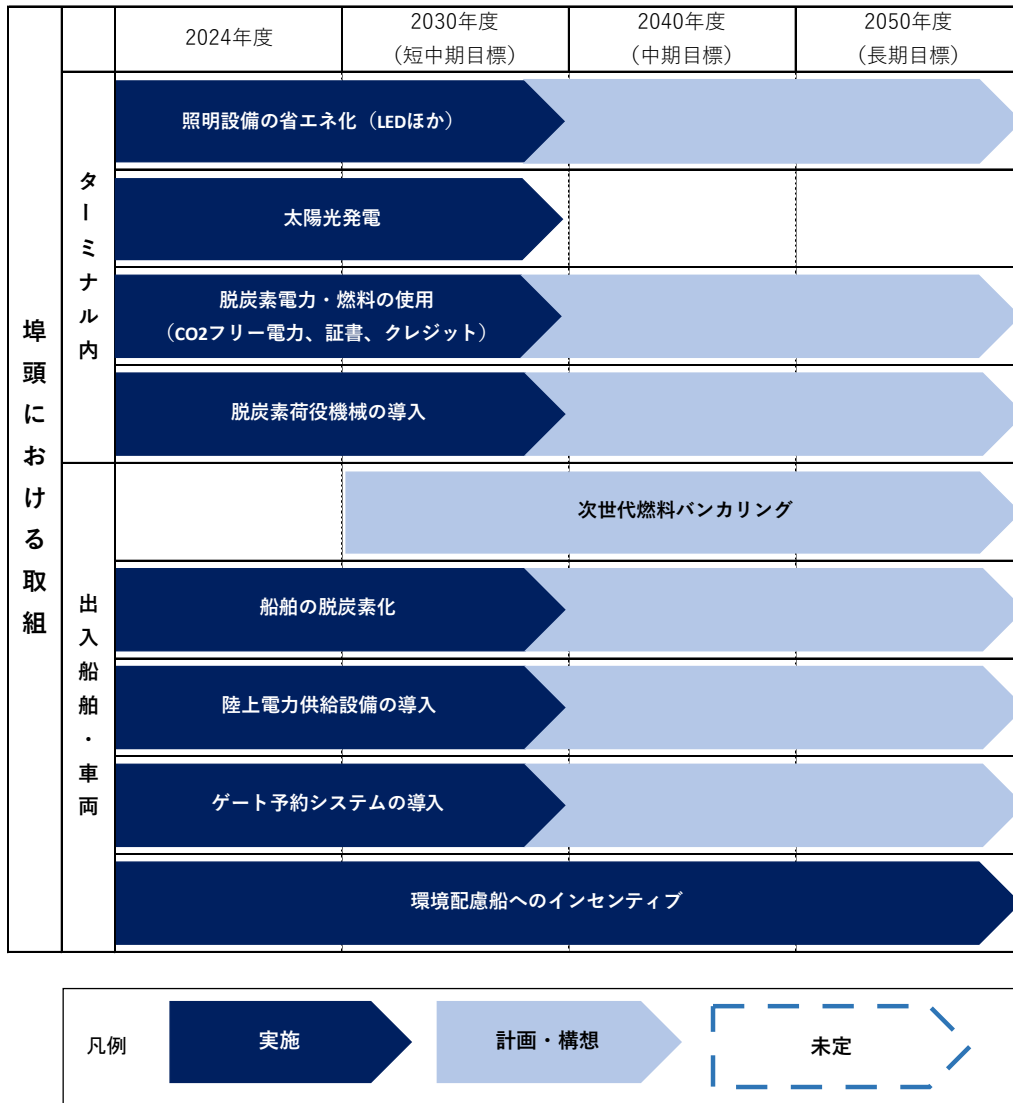 2024年度
2030年度
（短中期目標）
2040年度
（中期目標）
2050年度
（長期目標）
埠頭における取組
ターミナル内
照明設備の省エネ化（LEDほか）
太陽光発電
脱炭素電力・燃料の使用
（CO2フリー電力、証書、クレジット）
脱炭素荷役機械の導入
出入船舶・車両
次世代燃料バンカリング
船舶の脱炭素化
陸上電力供給設備の導入
ゲート予約システムの導入
環境配慮船へのインセンティブ
凡例
実施
計画・構想
未定